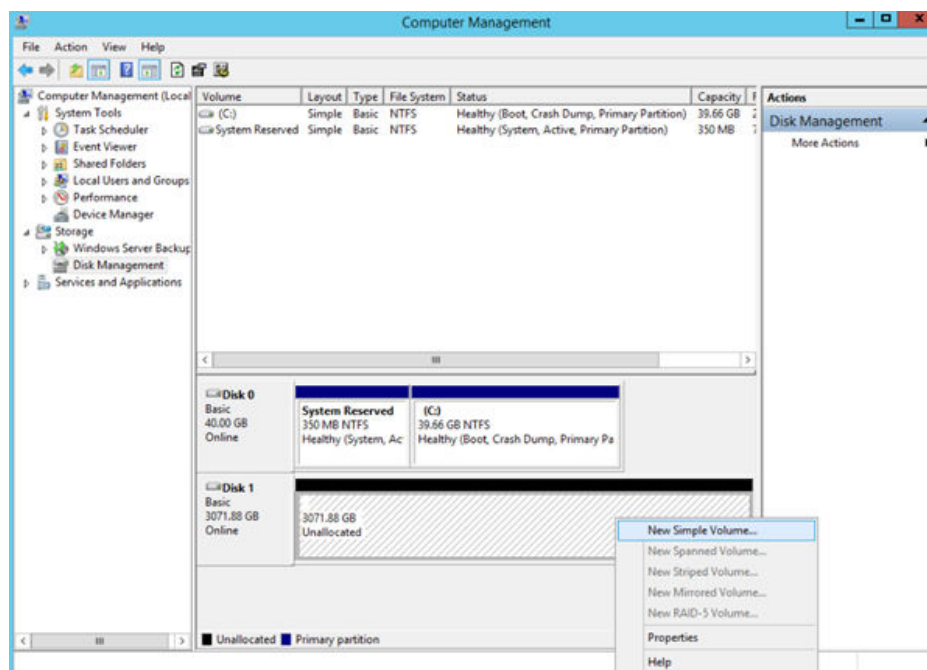 Computer Management
File Action View Help
Computer Management (Local
System Tools
Task Scheduler
Event Viewer
Shared Folders
Local Users and Groups
Performance
Device Manager
Storage
Windows Server Backup
Disk Management
Services and Applications
Volume Layout Type File System Status Capacity F
(C:) Simple Basic NTFS Healthy (Boot, Crash Dump, Primary Partition) 39.66 GB
System Reserved Simple Basic NTFS Healthy (System, Active, Primary Partition) 350 MB
Actions
Disk Management
More Actions
Disk 0
Basic
40.00 GB
Online
System Reserved
350 MB NTFS
Healthy (System, Ac
(C:)
39.66 GB NTFS
Healthy (Boot, Crash Dump, Primary Pa
Disk 1
Basic
3071.88 GB
Online
3071.88 GB
Unallocated
New Simple Volume...
New Spanned Volume...
New Striped Volume...
New Mirrored Volume...
New RAID-5 Volume...
Properties
Help
Unallocated Primary partition